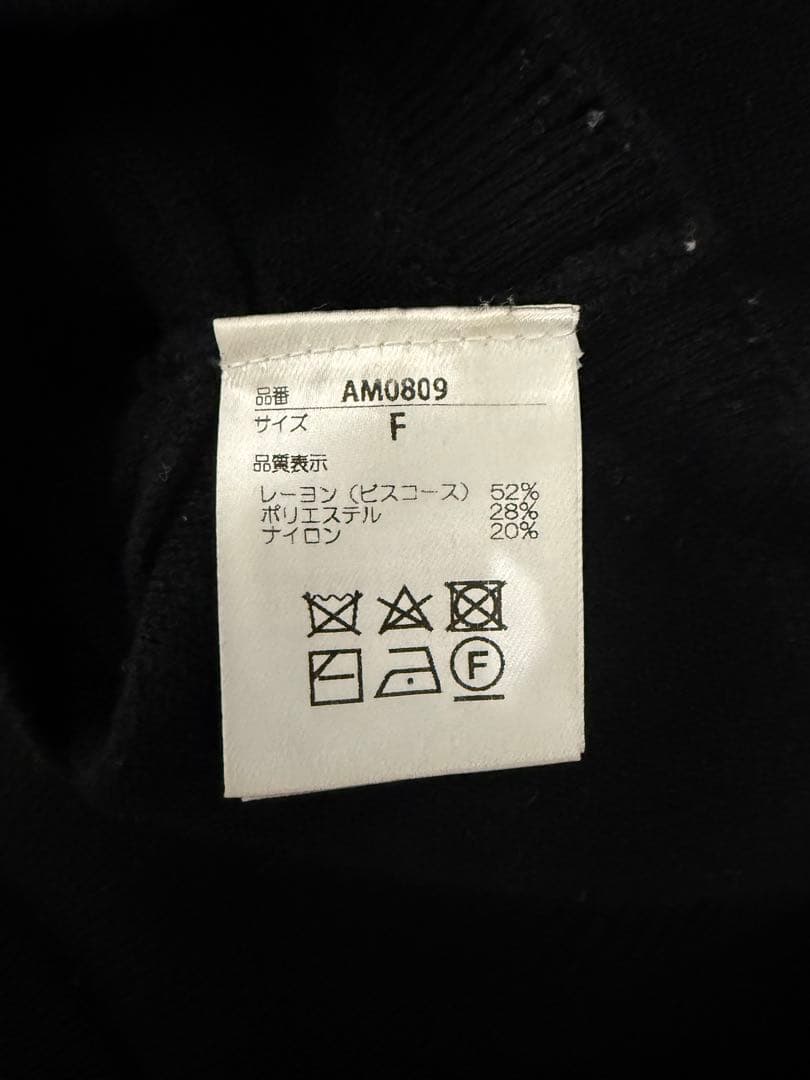 品番 AM0809
サイズ F
品質表示
レーヨン（ビスコース） 52%
ポリエステル 28%
ナイロン 20%
F